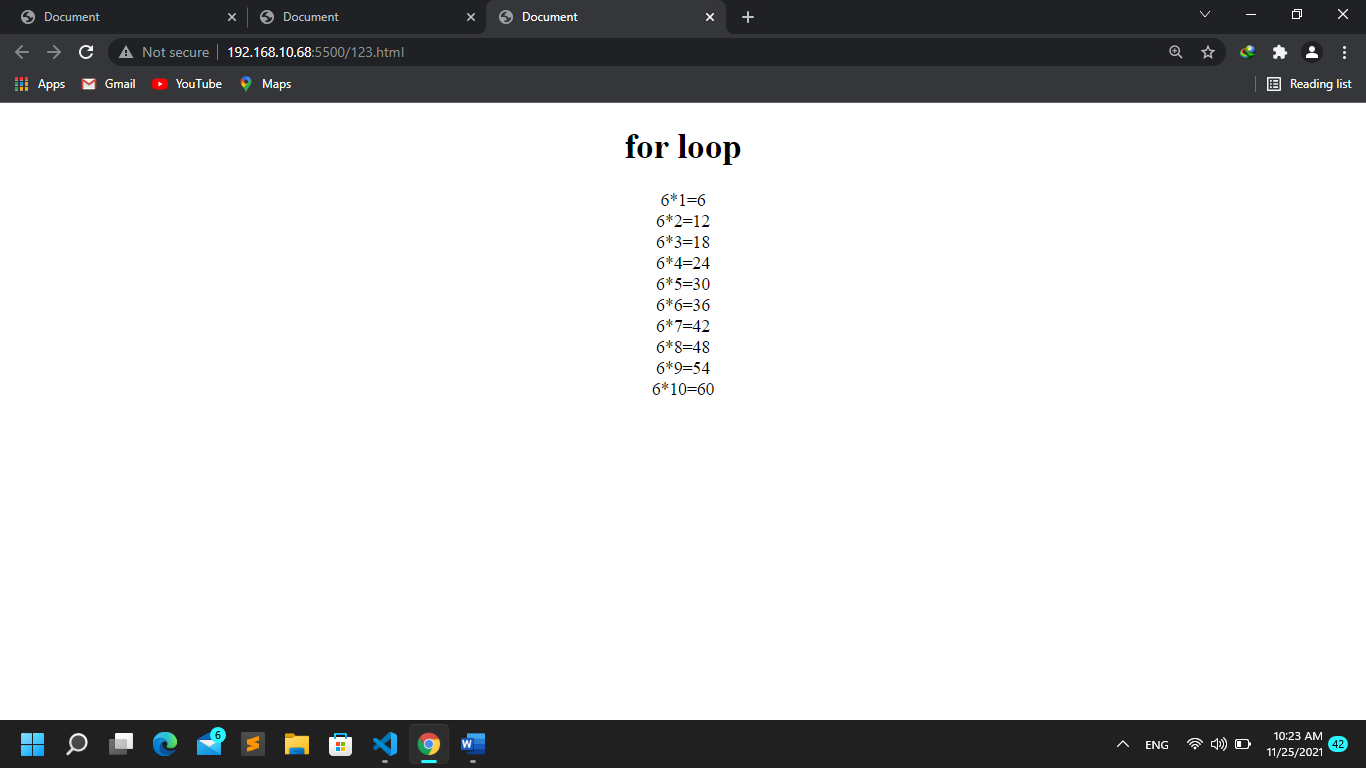 Document
Document
Document
Not secure
192.168.10.68:5500/123.html
Apps
Gmail
YouTube
Maps
Reading list
for loop
6*1=6
6*2=12
6*3=18
6*4=24
6*5=30
6*6=36
6*7=42
6*8=48
6*9=54
6*10=60
6
W
ENG
10:23 AM
11/25/2021
42